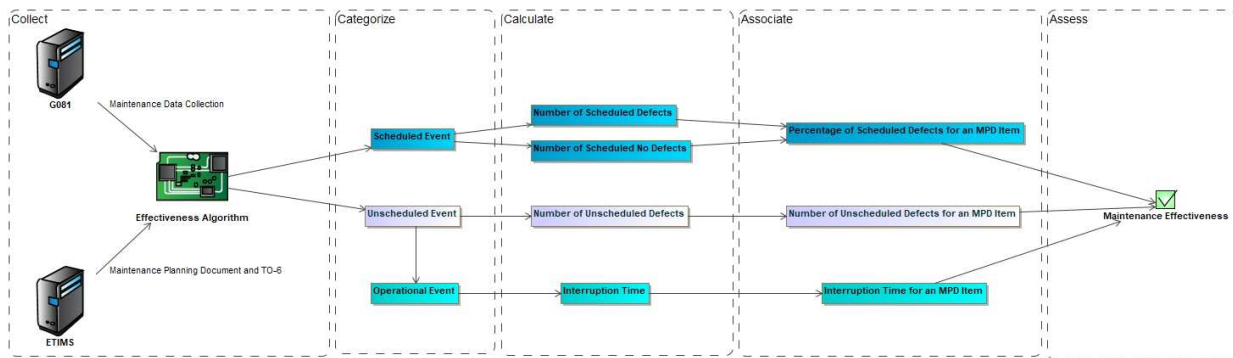 Collect
Categorize
Calculate
Associate
Assess
G081
Maintenance Data Collection
Effectiveness Algorithm
Maintenance Planning Document and TO-6
ETIMS
Scheduled Event
Unscheduled Event
Operational Event
Number of Scheduled Defects
Number of Scheduled No Defects
Number of Unscheduled Defects
Interruption Time
Percentage of Scheduled Defects for an MPD Item
Number of Unscheduled Defects for an MPD Item
Interruption Time for an MPD Item
Maintenance Effectiveness